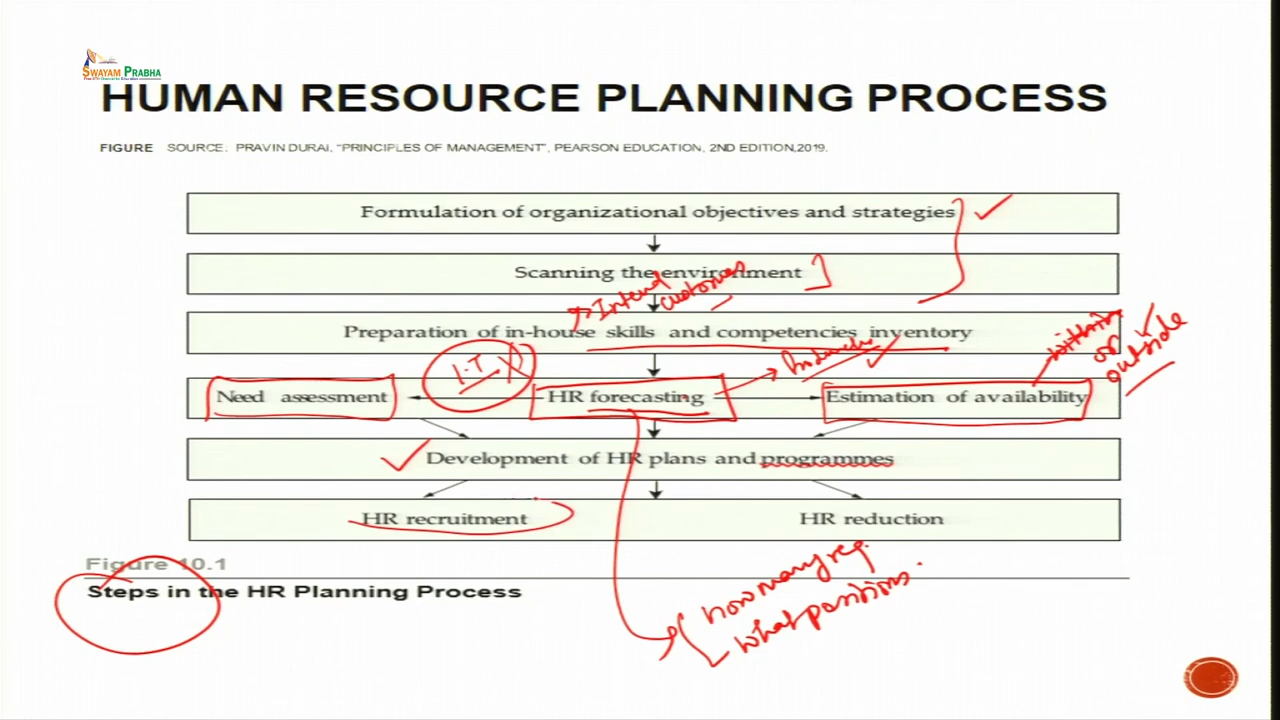 SWAYAM PRABHA
HUMAN RESOURCE PLANNING PROCESS
FIGURE SOURCE: PRAVIN DURAI, "PRINCIPLES OF MANAGEMENT", PEARSON EDUCATION, 2ND EDITION,2019.
Formulation of organizational objectives and strategies
Scanning the environment
Intend
customers
Preparation of in-house skills and competencies inventory
within
or
outside
I.T
Need assessment
HR forecasting
Estimation of availability
Development of HR plans and programmes
HR recruitment
HR reduction
Figure 10.1
Steps in the HR Planning Process
how many req.
what positions